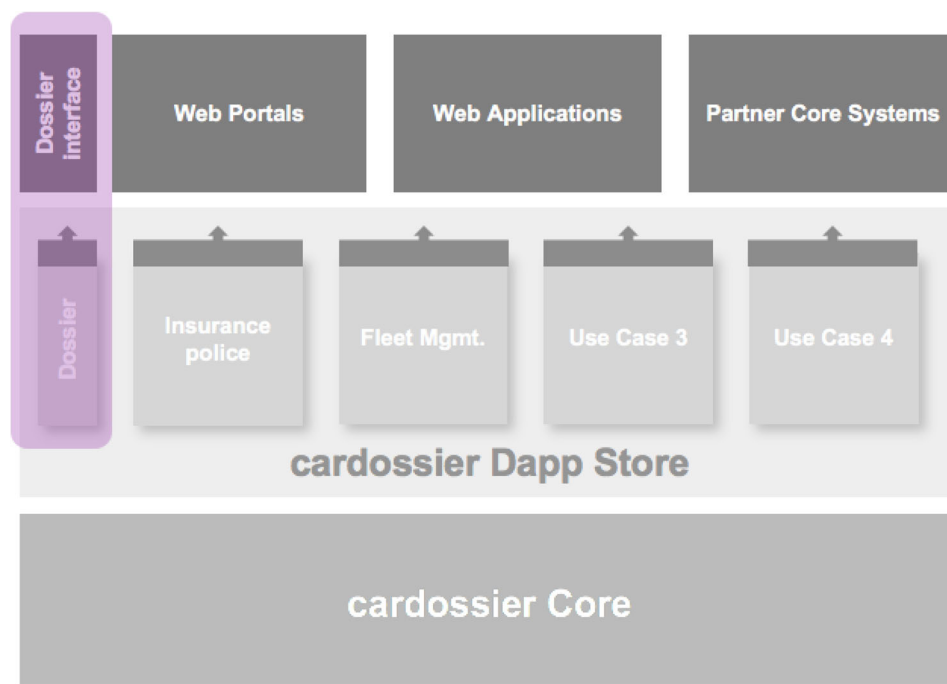 Dossier
interface
Web Portals
Web Applications
Partner Core Systems
Dossier
Insurance
police
Fleet Mgmt.
Use Case 3
Use Case 4
cardossier Dapp Store
cardossier Core